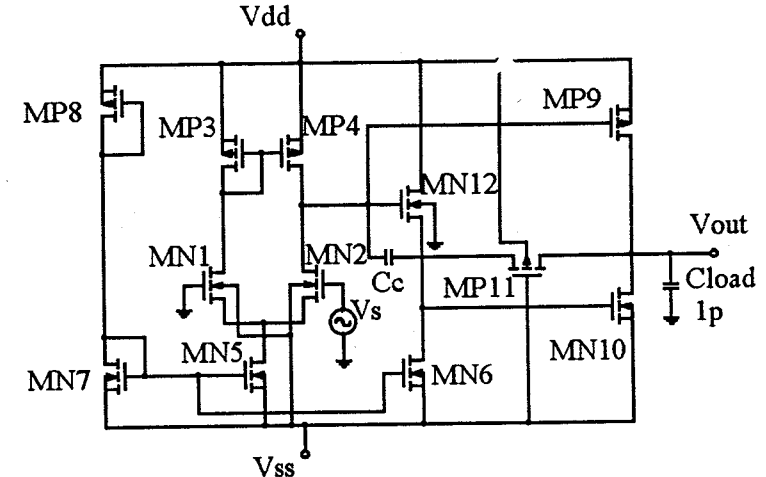 Vdd
MP8
MP3
MP4
MP9
MN12
Vout
MN1
MN2
Cc
MP11
Cload
1p
Vs
MN7
MN5
MN6
MN10
Vss